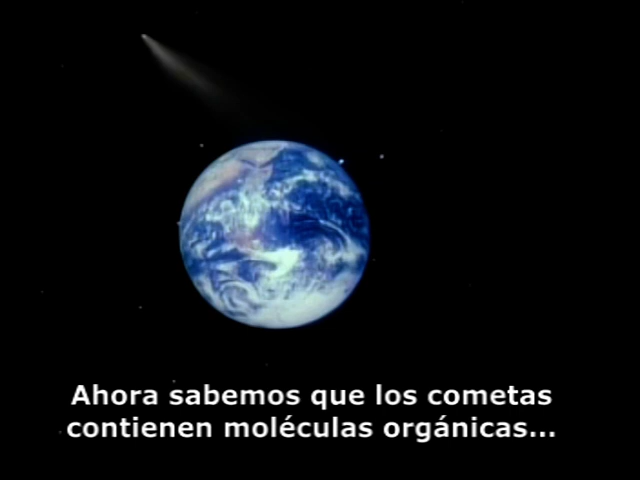 Ahora sabemos que los cometas
contienen moléculas orgánicas...